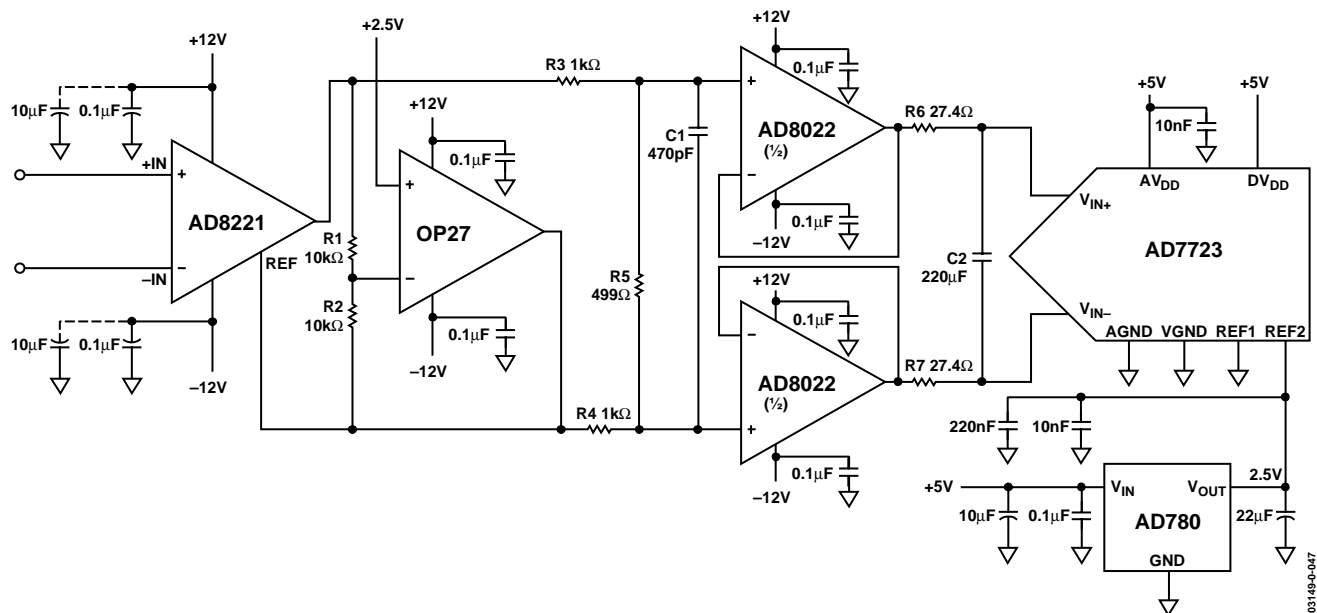 +12V
10μF
0.1μF
+IN
+
AD8221
–IN
–
REF
10μF
0.1μF
–12V
+2.5V
+12V
0.1μF
+
OP27
–
0.1μF
–12V
R1
10kΩ
R2
10kΩ
R3 1kΩ
R5
499Ω
R4 1kΩ
C1
470pF
+12V
0.1μF
+
AD8022
(½)
–
0.1μF
–12V
+12V
–
0.1μF
AD8022
(½)
+
0.1μF
–12V
R6 27.4Ω
C2
220μF
R7 27.4Ω
+5V
10nF
+5V
AVDD
DVDD
VIN+
AD7723
VIN–
AGND
VGND
REF1
REF2
220nF
10nF
+5V
10μF
0.1μF
VIN
VOUT
AD780
GND
2.5V
22μF
03149-0-047